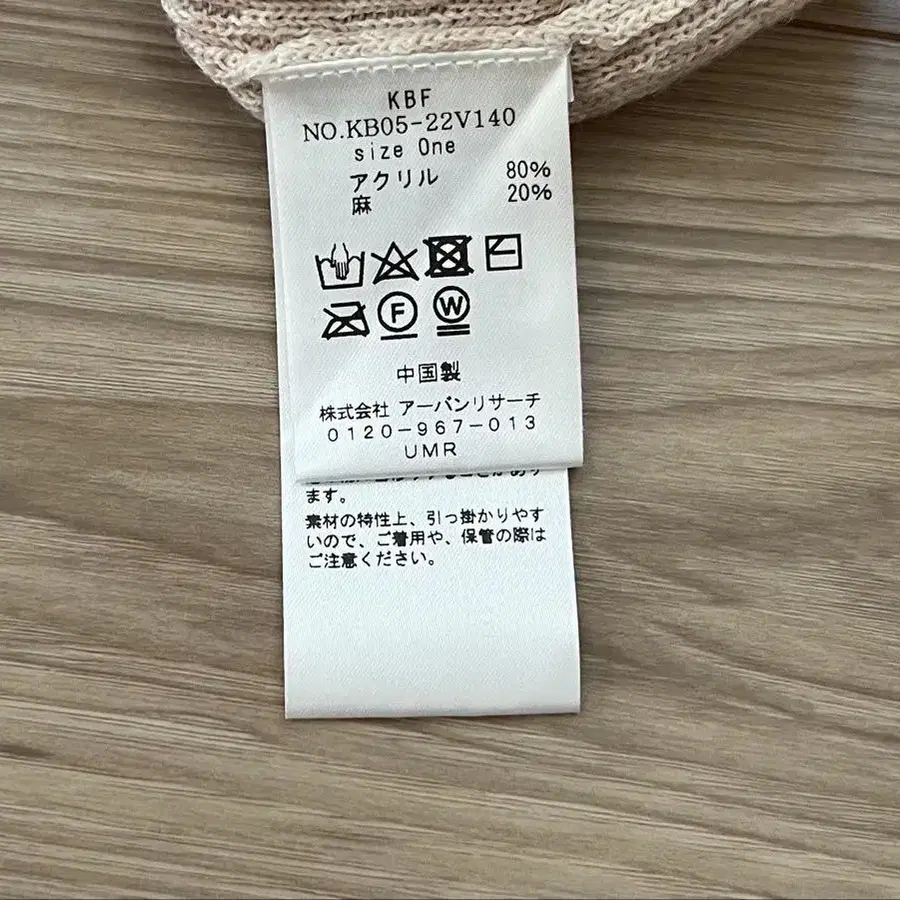 KBF
NO.KB05-22V140
size One
アクリル 80%
麻 20%
F W
中国製
株式会社 アーバンリサーチ
0120-967-013
UMR
ます。
素材の特性上、引っ掛かりやす
いので、ご着用や、保管の際は
ご注意ください。